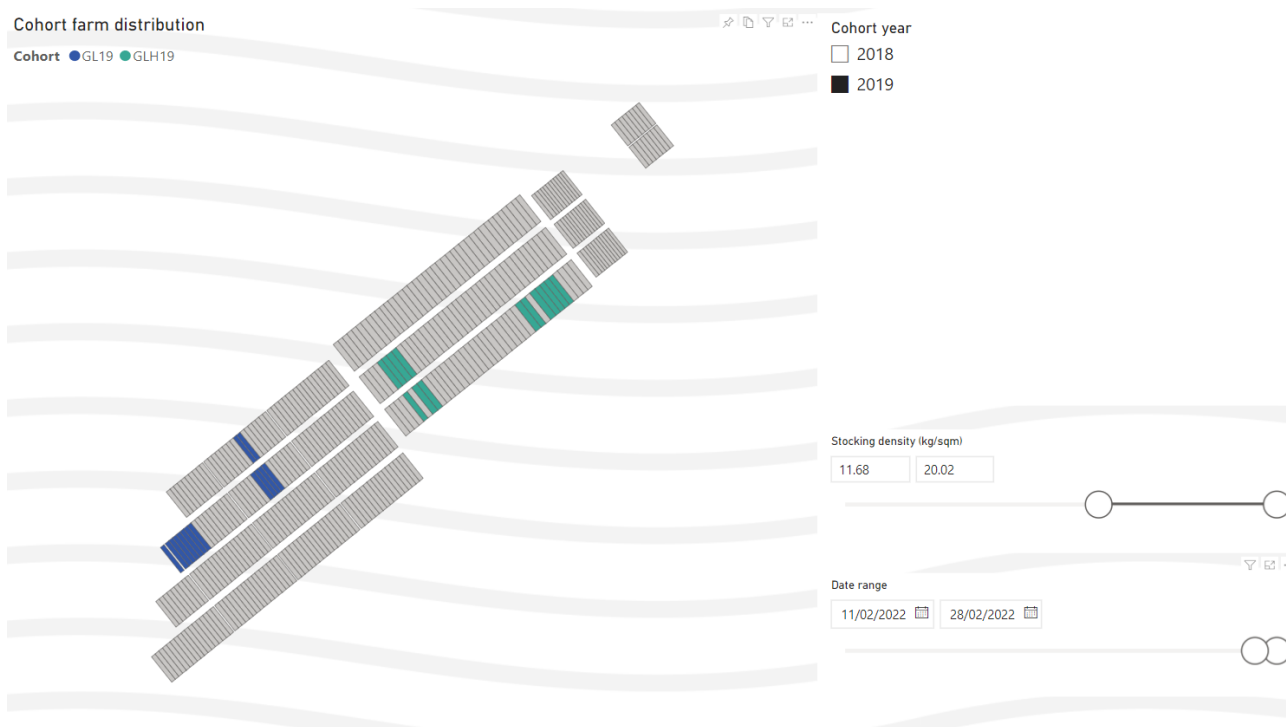 Cohort farm distribution
Cohort GL19 GLH19
Cohort year
2018
2019
Stocking density (kg/sqm)
11.68 20.02
Date range
11/02/2022 28/02/2022